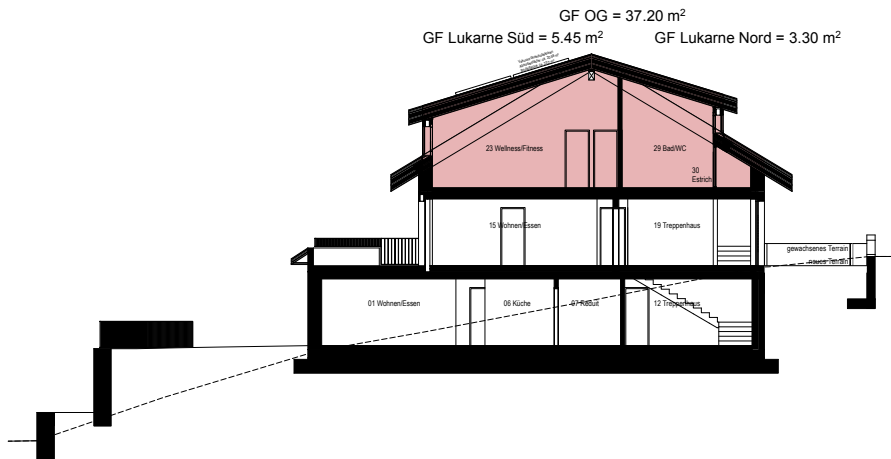 GF OG = 37.20 m²
GF Lukarne Süd = 5.45 m²
GF Lukarne Nord = 3.30 m²
23 Wellness/Fitness
29 Bad/WC
30
Estrich
15 Wohnen/Essen
19 Treppenhaus
gewachsenes Terrain
neues Terrain
01 Wohnen/Essen
06 Küche
07 Reduit
12 Treppenhaus